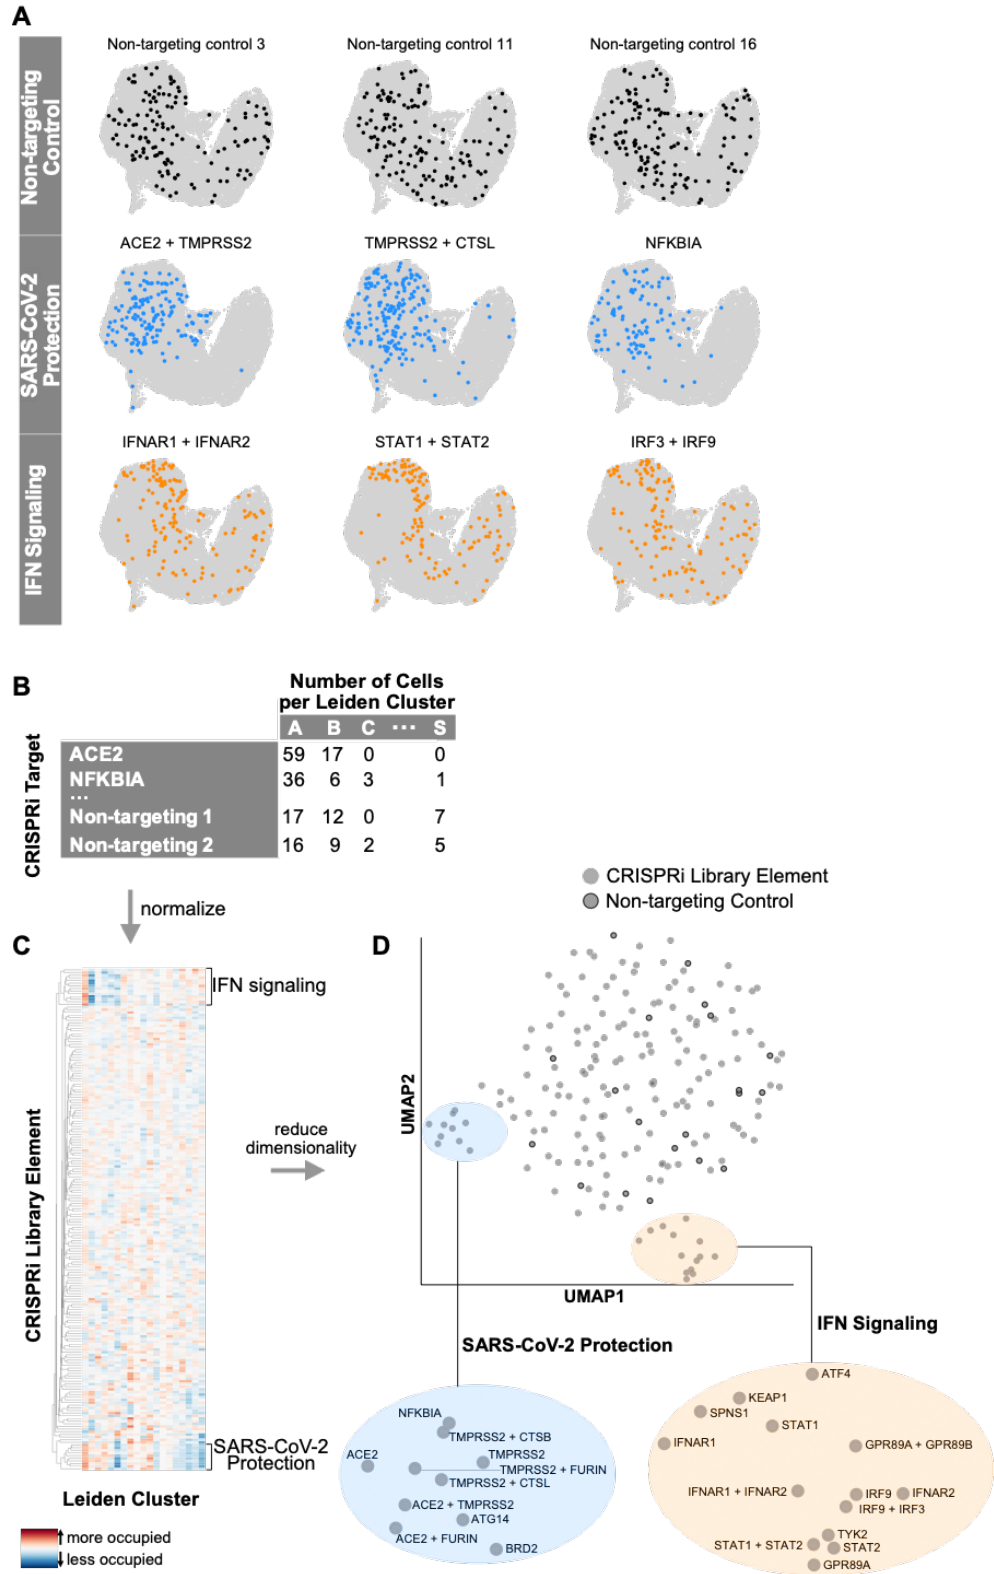 A
Non-targeting control 3
Non-targeting control 11
Non-targeting control 16
Non-targeting
Control
ACE2 + TMPRSS2
TMPRSS2 + CTSL
NFKBIA
SARS-CoV-2
Protection
IFNAR1 + IFNAR2
STAT1 + STAT2
IRF3 + IRF9
IFN Signaling
B
Number of Cells
per Leiden Cluster
A B C ... S
CRISPRi Target
ACE2 59 17 0 0
NFKBIA 36 6 3 1
...
Non-targeting 1 17 12 0 7
Non-targeting 2 16 9 2 5
normalize
C
IFN signaling
CRISPRi Library Element
SARS-CoV-2
Protection
Leiden Cluster
more occupied
less occupied
reduce
dimensionality
D
CRISPRi Library Element
Non-targeting Control
UMAP2
UMAP1
SARS-CoV-2 Protection
IFN Signaling
NFKBIA
TMPRSS2 + CTSB
ACE2
TMPRSS2
TMPRSS2 + FURIN
TMPRSS2 + CTSL
ACE2 + TMPRSS2
ATG14
ACE2 + FURIN
BRD2
ATF4
KEAP1
SPNS1
STAT1
IFNAR1
GPR89A + GPR89B
IFNAR1 + IFNAR2
IRF9
IFNAR2
IRF9 + IRF3
TYK2
STAT1 + STAT2
STAT2
GPR89A